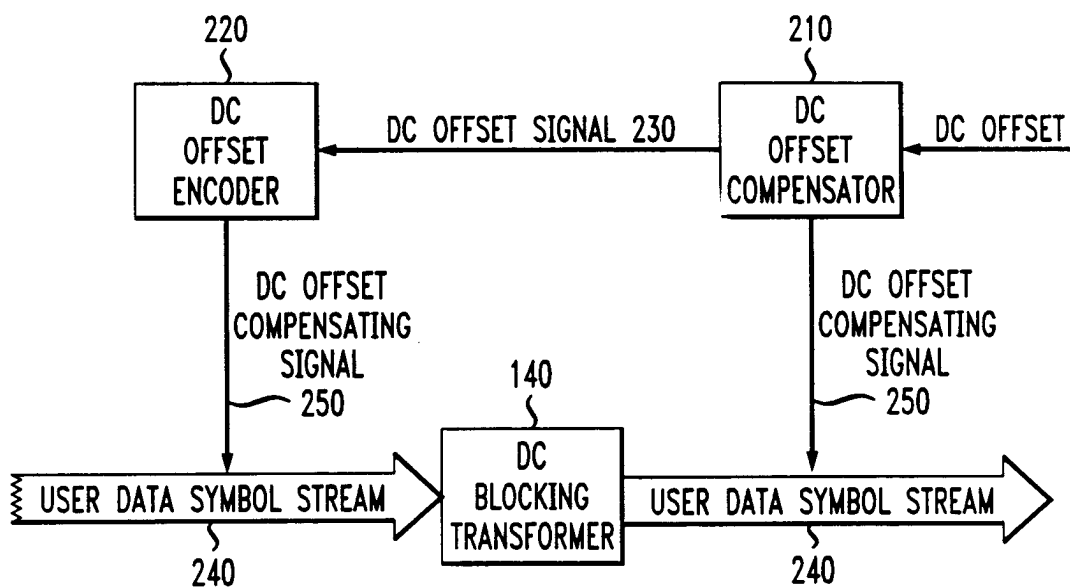 220
210
DC
OFFSET
ENCODER
DC OFFSET SIGNAL 230
DC
OFFSET
COMPENSATOR
DC OFFSET
DC OFFSET
COMPENSATING
SIGNAL
250
DC OFFSET
COMPENSATING
SIGNAL
250
140
USER DATA SYMBOL STREAM
DC
BLOCKING
TRANSFORMER
USER DATA SYMBOL STREAM
240
240